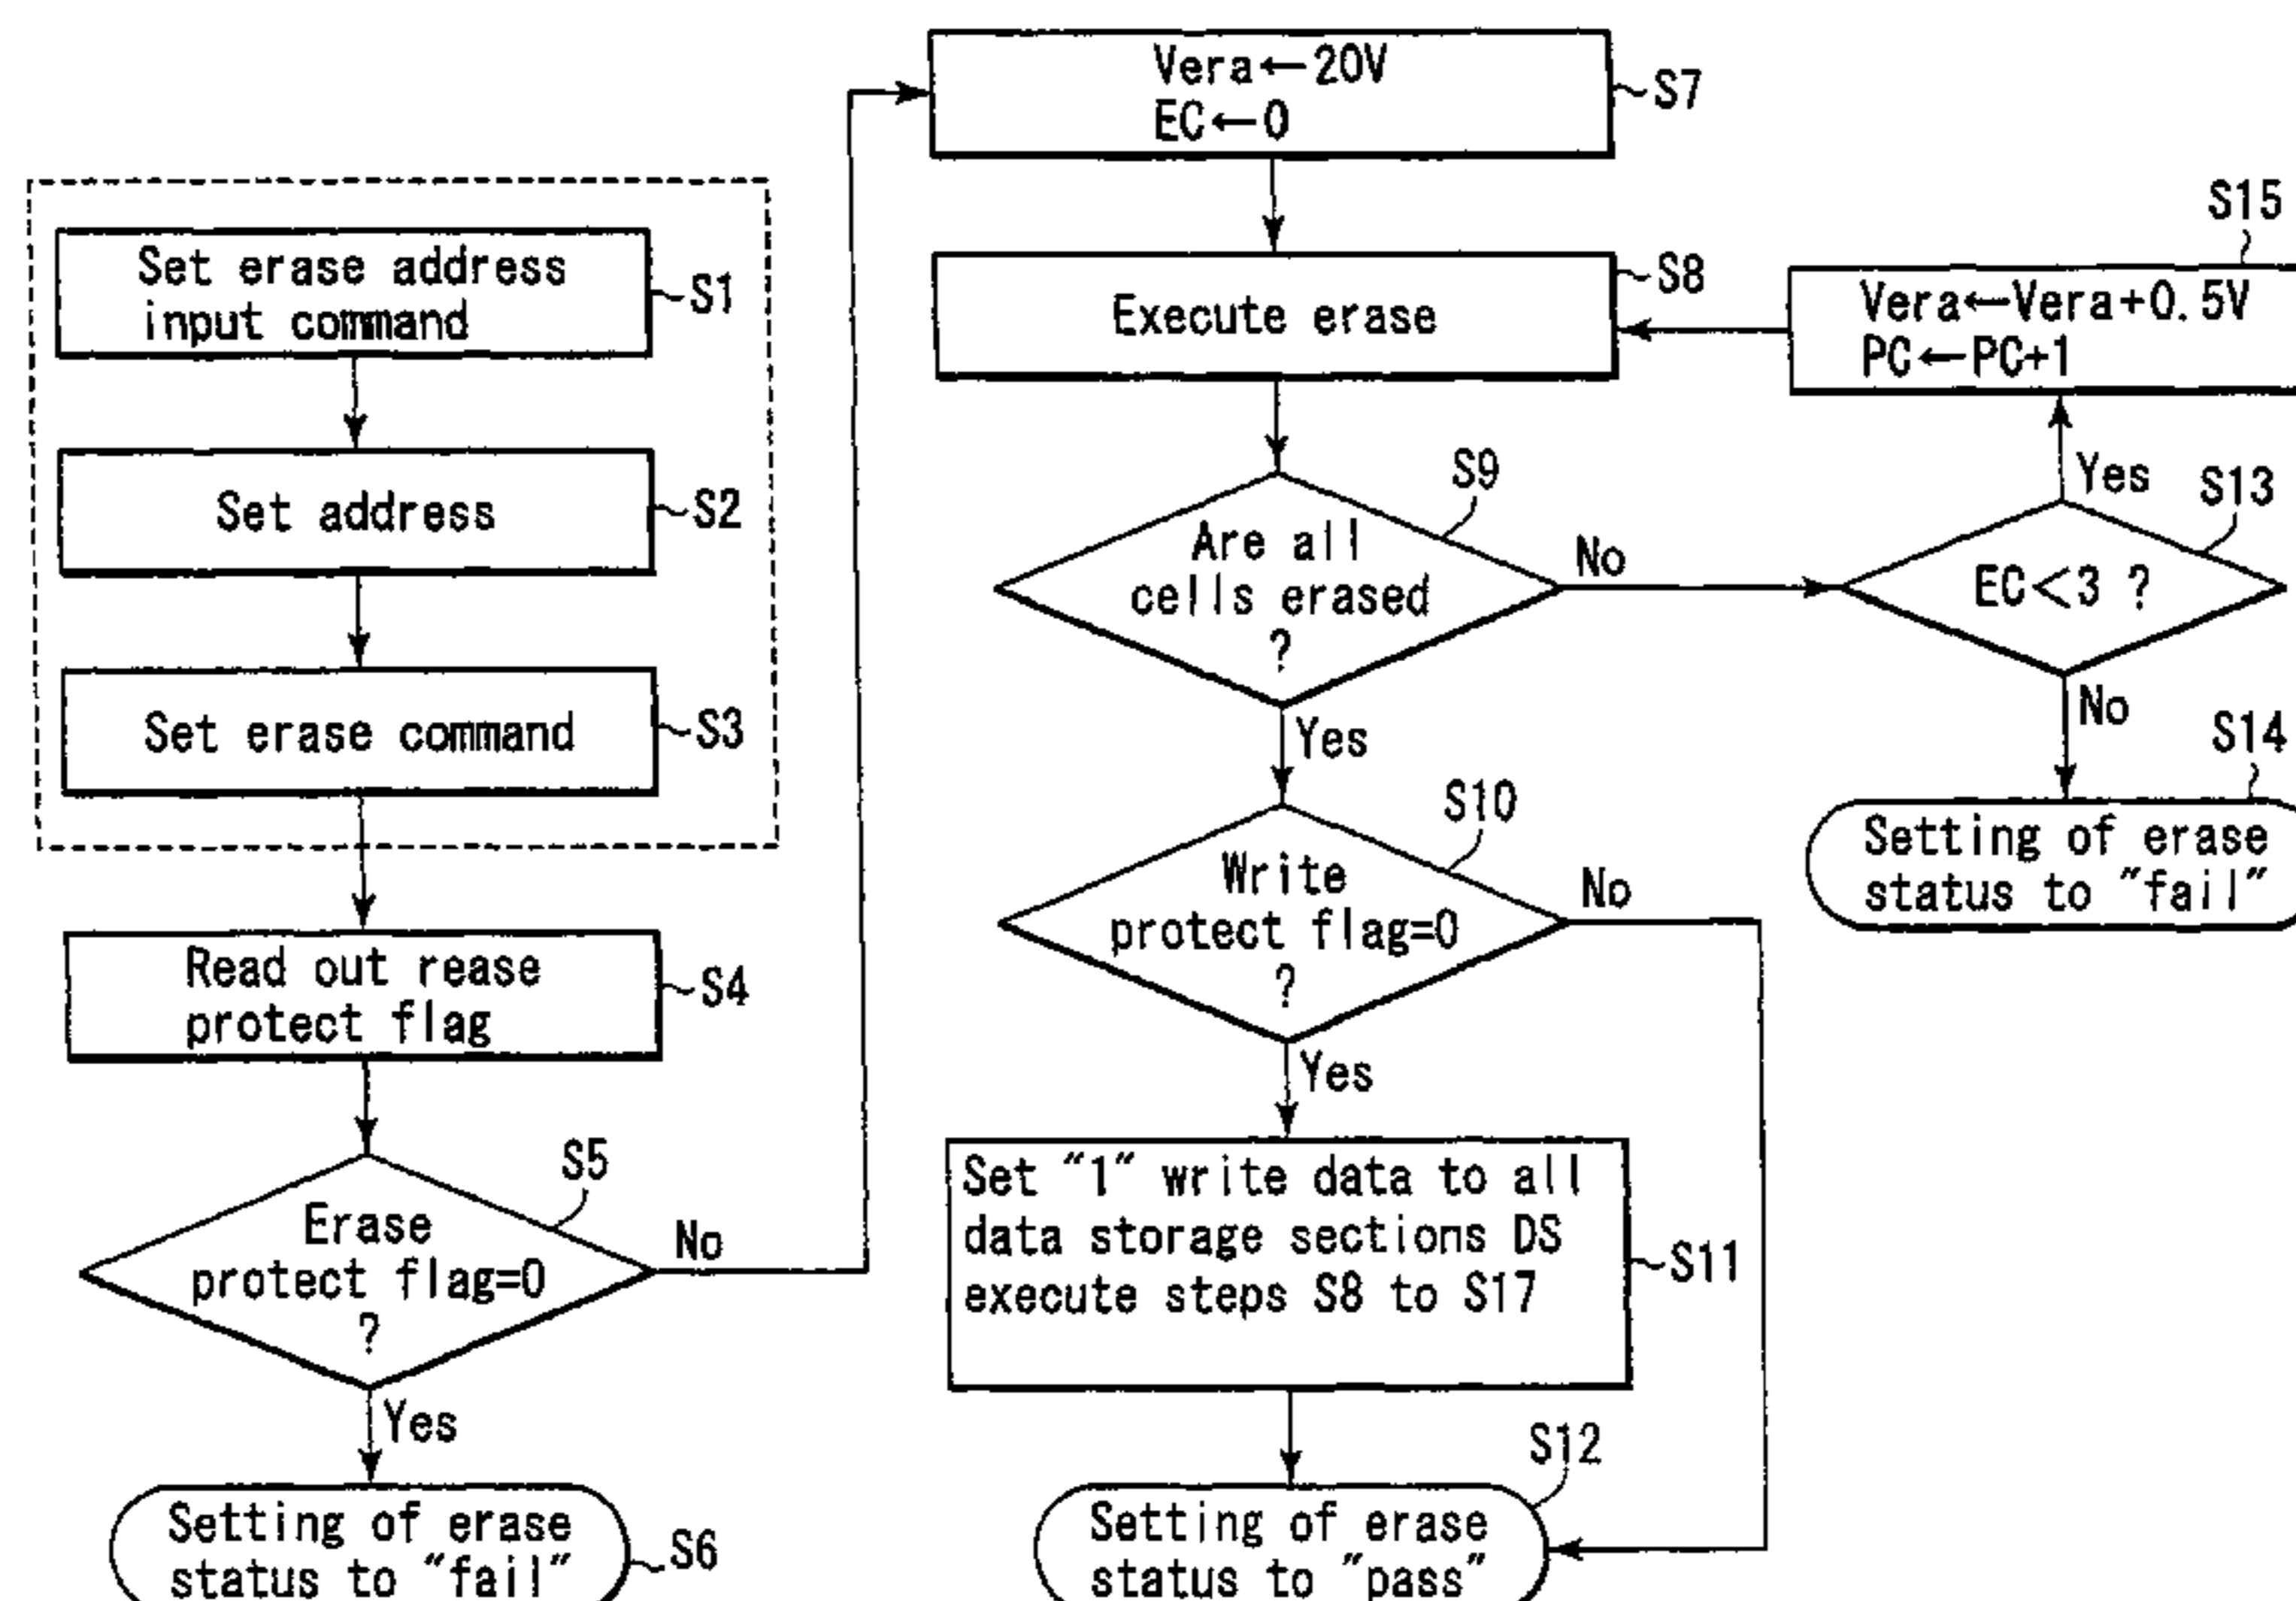 Set erase address
input command
S1
Set address
S2
Set erase command
S3
Read out rease
protect flag
S4
S5
Erase
protect flag=0
?
No
Yes
Setting of erase
status to "fail"
S6
Vera←20V
EC←0
S7
Execute erase
S8
S9
Are all
cells erased
?
No
Yes
S10
Write
protect flag=0
?
No
Yes
Set "1" write data to all
data storage sections DS
execute steps S8 to S17
S11
S12
Setting of erase
status to "pass"
S15
Vera←Vera+0.5V
PC←PC+1
Yes
S13
EC<3 ?
No
S14
Setting of erase
status to "fail"